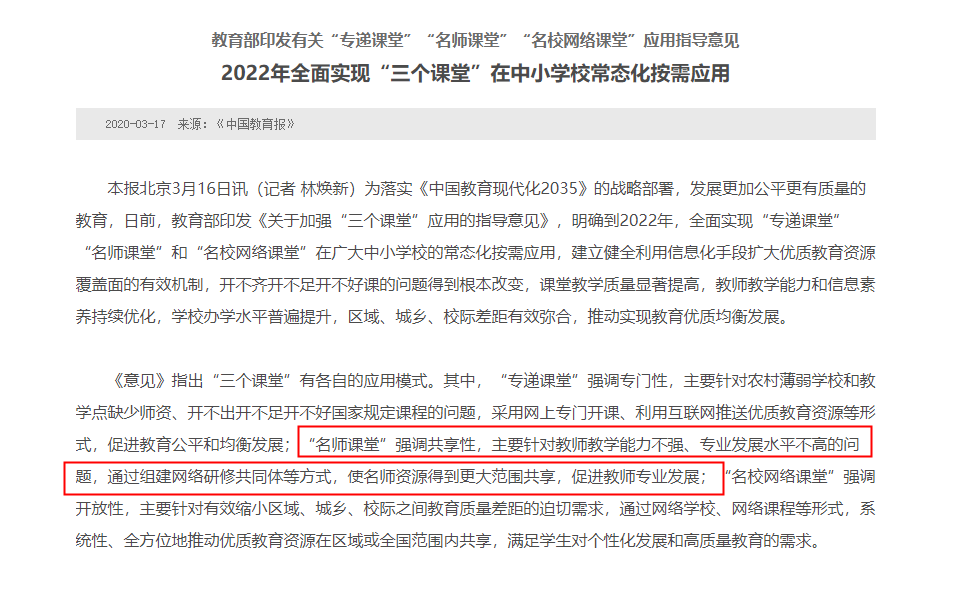 教育部印发有关“专递课堂”“名师课堂”“名校网络课堂”应用指导意见
2022年全面实现“三个课堂”在中小学校常态化按需应用
2020-03-17 来源：《中国教育报》
本报北京3月16日讯（记者 林焕新）为落实《中国教育现代化2035》的战略部署，发展更加公平更有质量的
教育，日前，教育部印发《关于加强“三个课堂”应用的指导意见》，明确到2022年，全面实现“专递课堂”
“名师课堂”和“名校网络课堂”在广大中小学校的常态化按需应用，建立健全利用信息化手段扩大优质教育资源
覆盖面的有效机制，开不齐开不足开不好课的问题得到根本改变，课堂教学质量显著提高，教师教学能力和信息素
养持续优化，学校办学水平普遍提升，区域、城乡、校际差距有效弥合，推动实现教育优质均衡发展。
《意见》指出“三个课堂”有各自的应用模式。其中，“专递课堂”强调专门性，主要针对农村薄弱学校和教
学点缺少师资、开不出开不足开不好国家规定课程的问题，采用网上专门开课、利用互联网推送优质教育资源等形
式，促进教育公平和均衡发展；“名师课堂”强调共享性，主要针对教师教学能力不强、专业发展水平不高的问
题，通过组建网络研修共同体等方式，使名师资源得到更大范围共享，促进教师专业发展；“名校网络课堂”强调
开放性，主要针对有效缩小区域、城乡、校际之间教育质量差距的迫切需求，通过网络学校、网络课程等形式，系
统性、全方位地推动优质教育资源在区域或全国范围内共享，满足学生对个性化发展和高质量教育的需求。